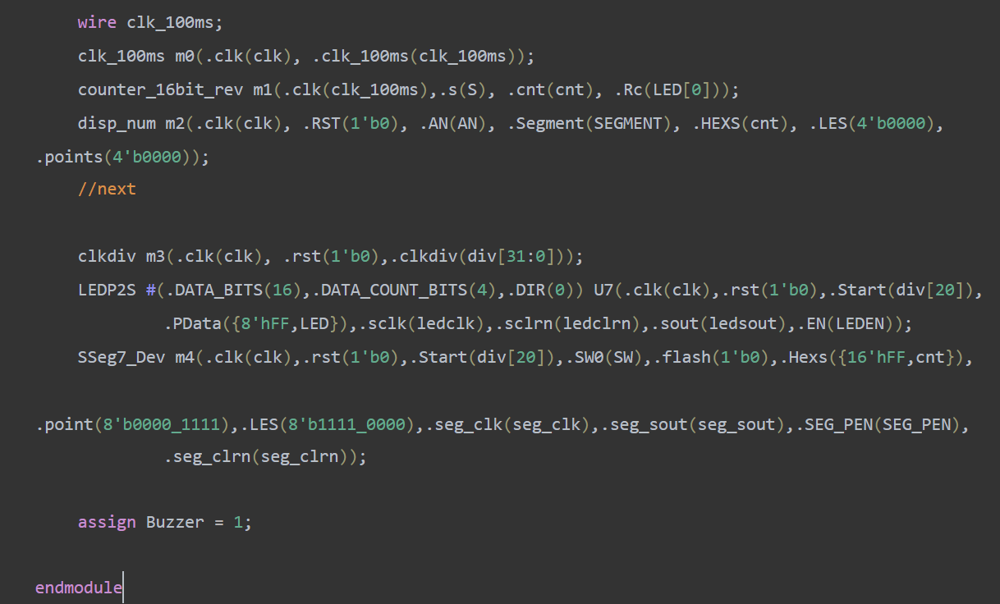 wire clk_100ms;
clk_100ms m0(.clk(clk), .clk_100ms(clk_100ms));
counter_16bit_rev m1(.clk(clk_100ms),.s(S), .cnt(cnt), .Rc(LED[0]));
disp_num m2(.clk(clk), .RST(1'b0), .AN(AN), .Segment(SEGMENT), .HEXS(cnt), .LES(4'b0000),
.points(4'b0000));
//next
clkdiv m3(.clk(clk), .rst(1'b0),.clkdiv(div[31:0]));
LEDP2S #(.DATA_BITS(16),.DATA_COUNT_BITS(4),.DIR(0)) U7(.clk(clk),.rst(1'b0),.Start(div[20]),
.PData({8'hFF,LED}),.sclk(ledclk),.sclrn(ledclrn),.sout(ledsout),.EN(LEDEN));
SSeg7_Dev m4(.clk(clk),.rst(1'b0),.Start(div[20]),.SW0(SW),.flash(1'b0),.Hexs({16'hFF,cnt}),
.point(8'b0000_1111),.LES(8'b1111_0000),.seg_clk(seg_clk),.seg_sout(seg_sout),.SEG_PEN(SEG_PEN),
.seg_clrn(seg_clrn));
assign Buzzer = 1;
endmodule